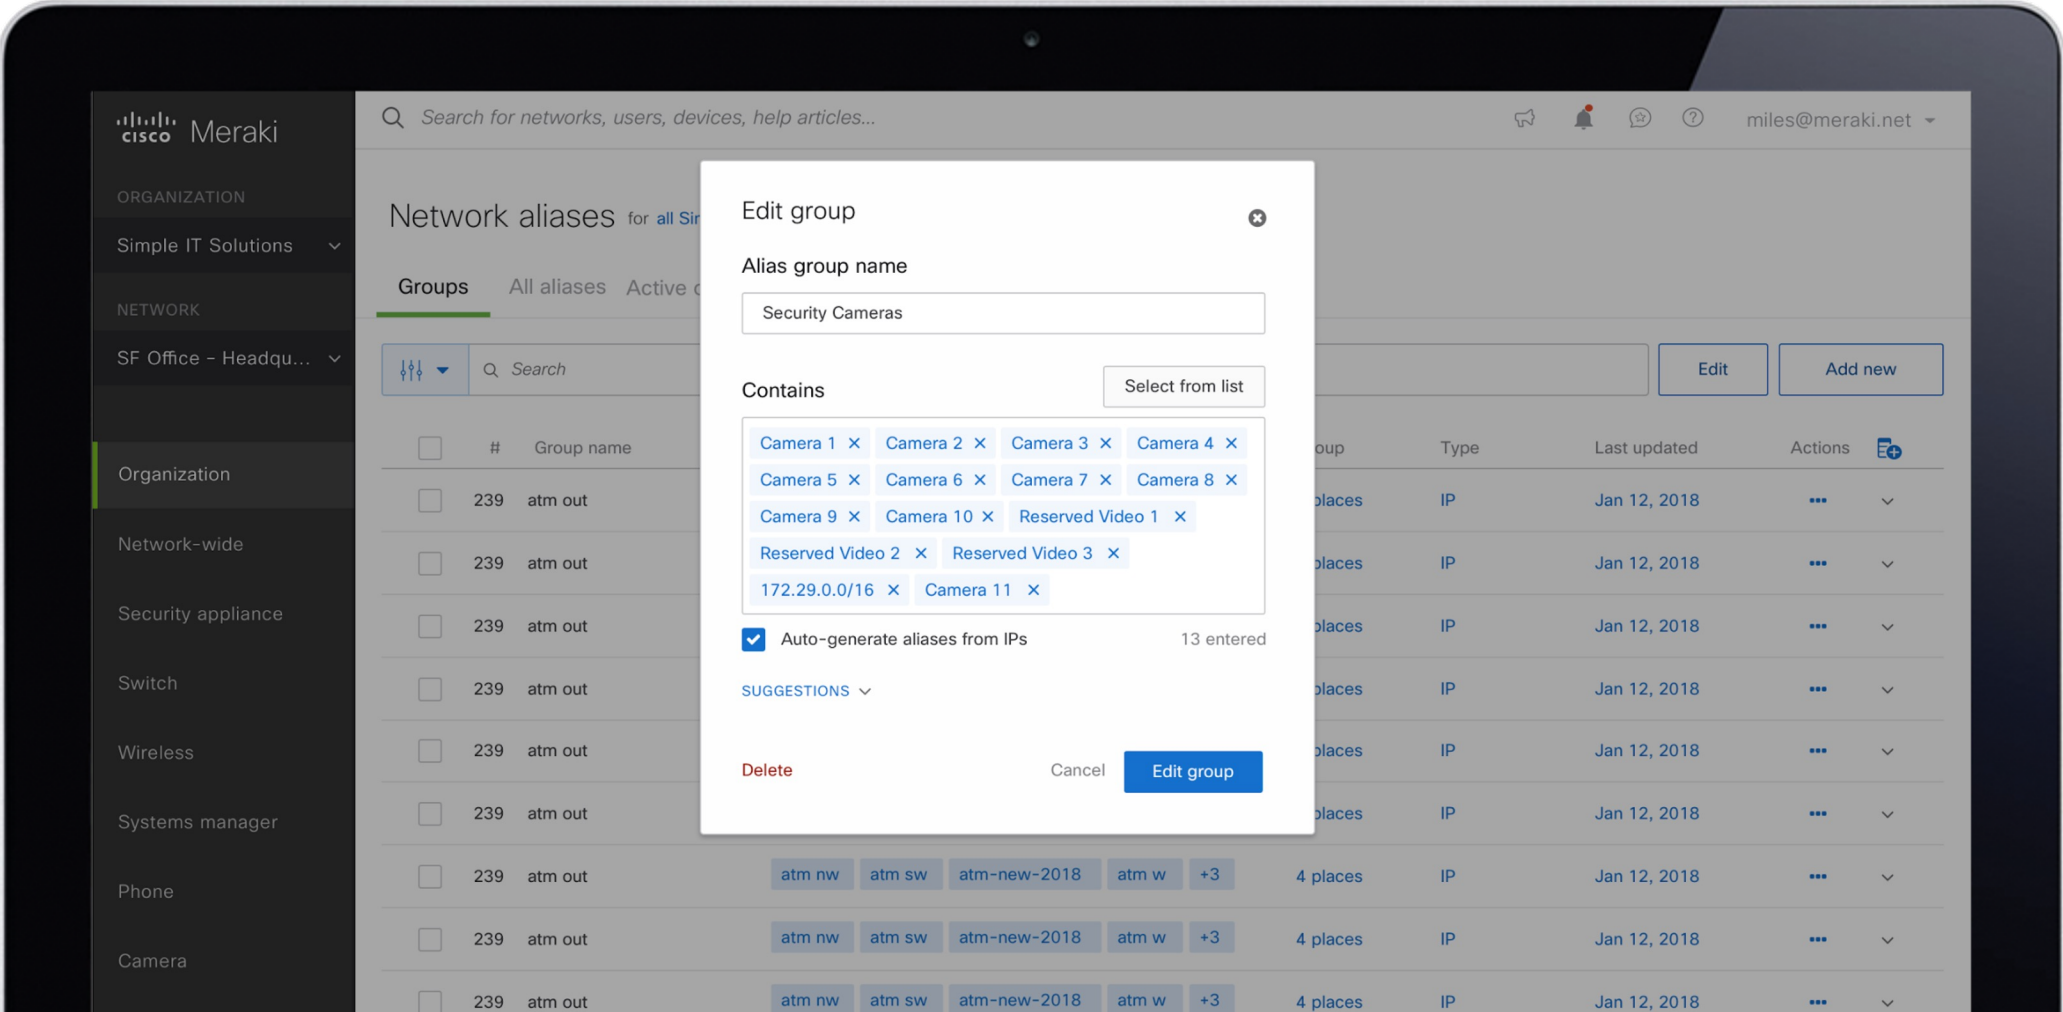 cisco Meraki
Search for networks, users, devices, help articles...
miles@meraki.net
ORGANIZATION
Simple IT Solutions
NETWORK
SF Office - Headqu...
Organization
Network-wide
Security appliance
Switch
Wireless
Systems manager
Phone
Camera
Network aliases for all Sir
Groups All aliases Active
Search
Edit Add new
# Group name oup Type Last updated Actions
239 atm out places IP Jan 12, 2018 •••
239 atm out places IP Jan 12, 2018 •••
239 atm out places IP Jan 12, 2018 •••
239 atm out places IP Jan 12, 2018 •••
239 atm out places IP Jan 12, 2018 •••
239 atm out places IP Jan 12, 2018 •••
239 atm out atm nw atm sw atm-new-2018 atm w +3 4 places IP Jan 12, 2018 •••
239 atm out atm nw atm sw atm-new-2018 atm w +3 4 places IP Jan 12, 2018 •••
239 atm out atm nw atm sw atm-new-2018 atm w +3 4 places IP Jan 12, 2018 •••
Edit group
Alias group name
Security Cameras
Contains Select from list
Camera 1 × Camera 2 × Camera 3 × Camera 4 ×
Camera 5 × Camera 6 × Camera 7 × Camera 8 ×
Camera 9 × Camera 10 × Reserved Video 1 ×
Reserved Video 2 × Reserved Video 3 ×
172.29.0.0/16 × Camera 11 ×
Auto-generate aliases from IPs 13 entered
SUGGESTIONS
Delete Cancel Edit group